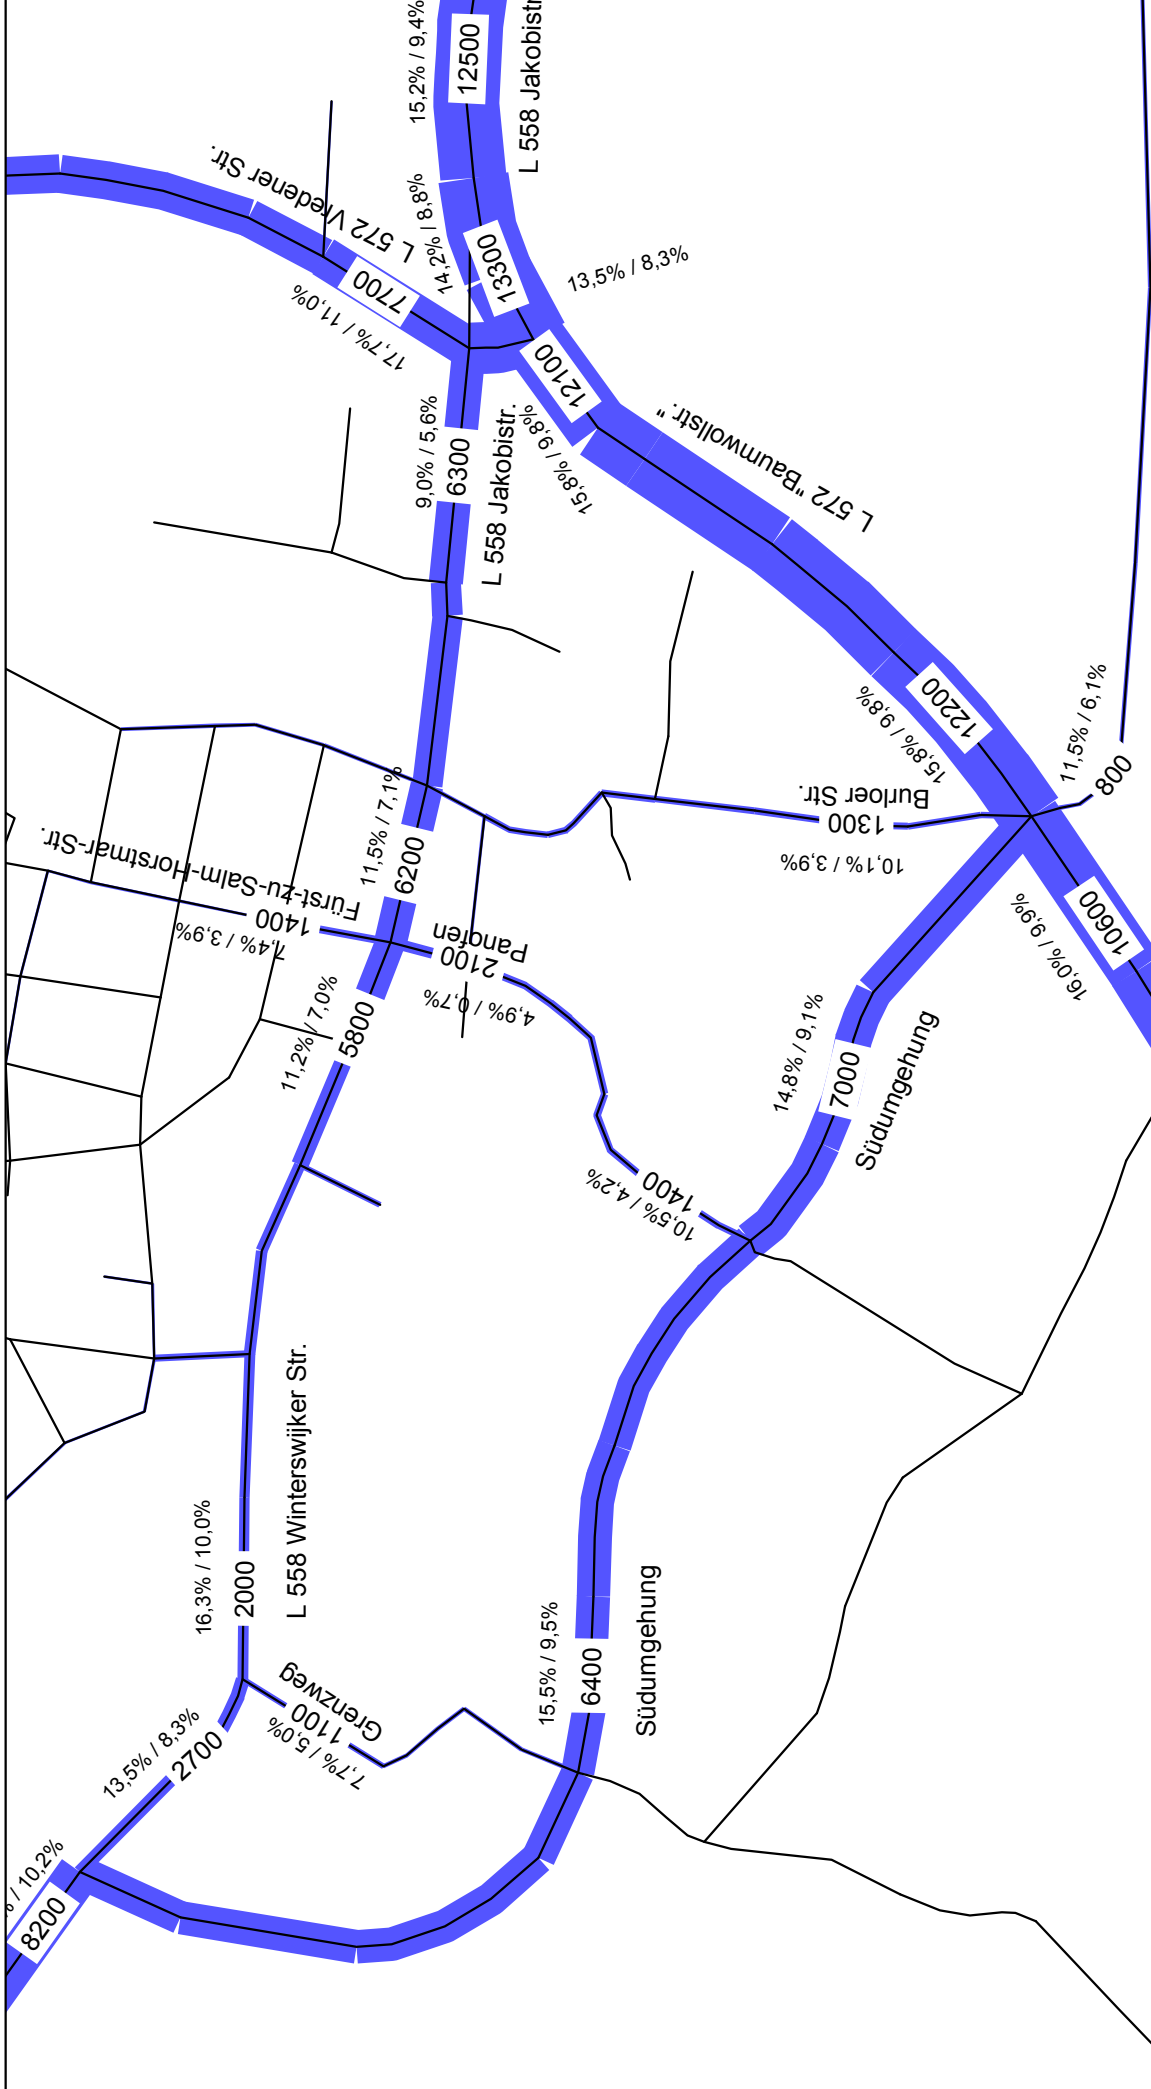 15,2% / 9,4%
12500
L 558 Jakobistr
L 572 Vredener Str.
7700
17,7% / 11,0%
14,2% / 8,8%
13300
13,5% / 8,3%
12100
15,8% / 9,8%
9,0% / 5,6%
6300
L 558 Jakobistr.
L 572 "Baumwollstr."
12200
15,8% / 9,8%
11,5% / 6,1%
800
Burloer Str.
1300
10,1% / 3,9%
11,5% / 7,1%
6200
Fürst-zu-Salm-Horstmar-Str.
1400
7,4% / 3,9%
Panofen
2100
4,9% / 0,7%
10600
16,0% / 9,9%
11,2% / 7,0%
5800
14,8% / 9,1%
7000
Südumgehung
1400
10,5% / 4,2%
L 558 Winterswijker Str.
16,3% / 10,0%
2000
15,5% / 9,5%
6400
Südumgehung
Grenzweg
1100
7,7% / 5,0%
13,5% / 8,3%
2700
% / 10,2%
8200